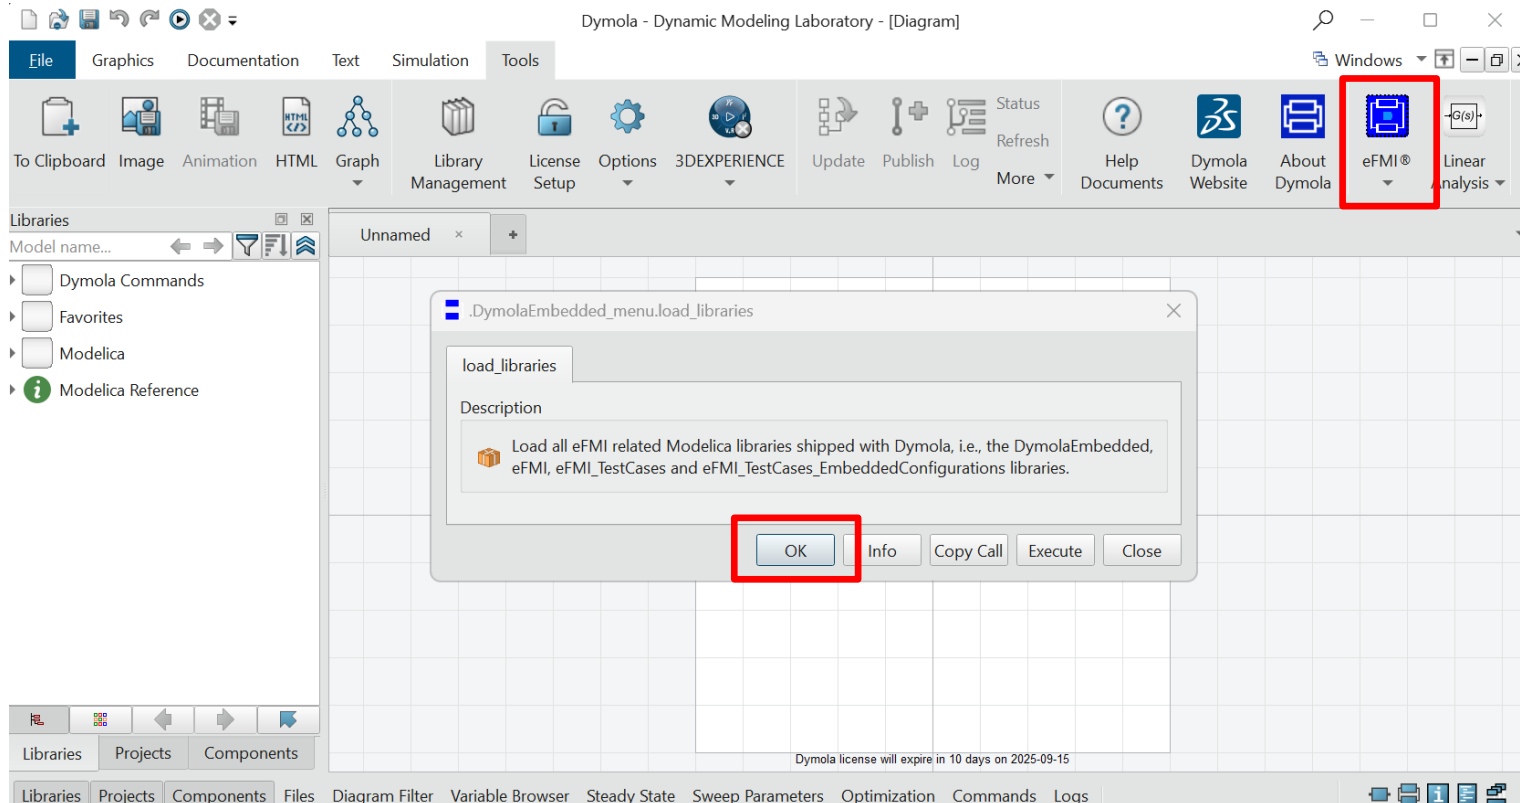 Dymola - Dynamic Modeling Laboratory - [Diagram]
File Graphics Documentation Text Simulation Tools Windows
To Clipboard Image Animation HTML Graph Library Management License Setup Options 3DEXPERIENCE Update Publish Log
Status
Refresh
More
Help Documents Dymola Website About Dymola eFMI® Linear Analysis
HTML
G(s)
Libraries
Unnamed
Model name...
Dymola Commands
Favorites
Modelica
Modelica Reference
.DymolaEmbedded_menu.load_libraries
load_libraries
Description
Load all eFMI related Modelica libraries shipped with Dymola, i.e., the DymolaEmbedded,
eFMI, eFMI_TestCases and eFMI_TestCases_EmbeddedConfigurations libraries.
OK Info Copy Call Execute Close
Libraries Projects Components
Dymola license will expire in 10 days on 2025-09-15
Libraries Projects Components Files Diagram Filter Variable Browser Steady State Sweep Parameters Optimization Commands Logs